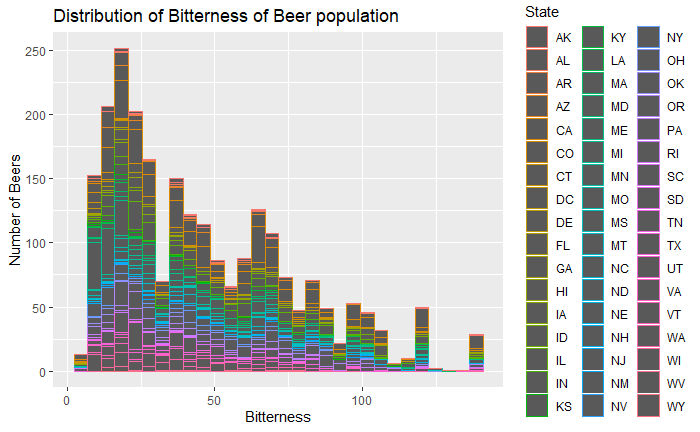 Distribution of Bitterness of Beer population
Number of Beers
250
200
150
100
50
0
0 50 100
Bitterness
State
AK KY NY
AL LA OH
AR MA OK
AZ MD OR
CA ME PA
CO MI RI
CT MN SC
DC MO SD
DE MS TN
FL MT TX
GA NC UT
HI ND VA
IA NE VT
ID NH WA
IL NJ WI
IN NM WV
KS NV WY